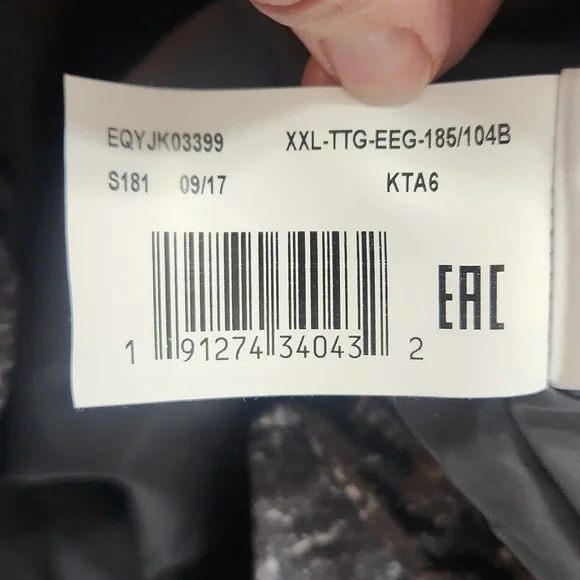 EQYJK03399 XXL-TTG-EEG-185/104B
S181 09/17 KTA6
EAC
1 91274 34043 2